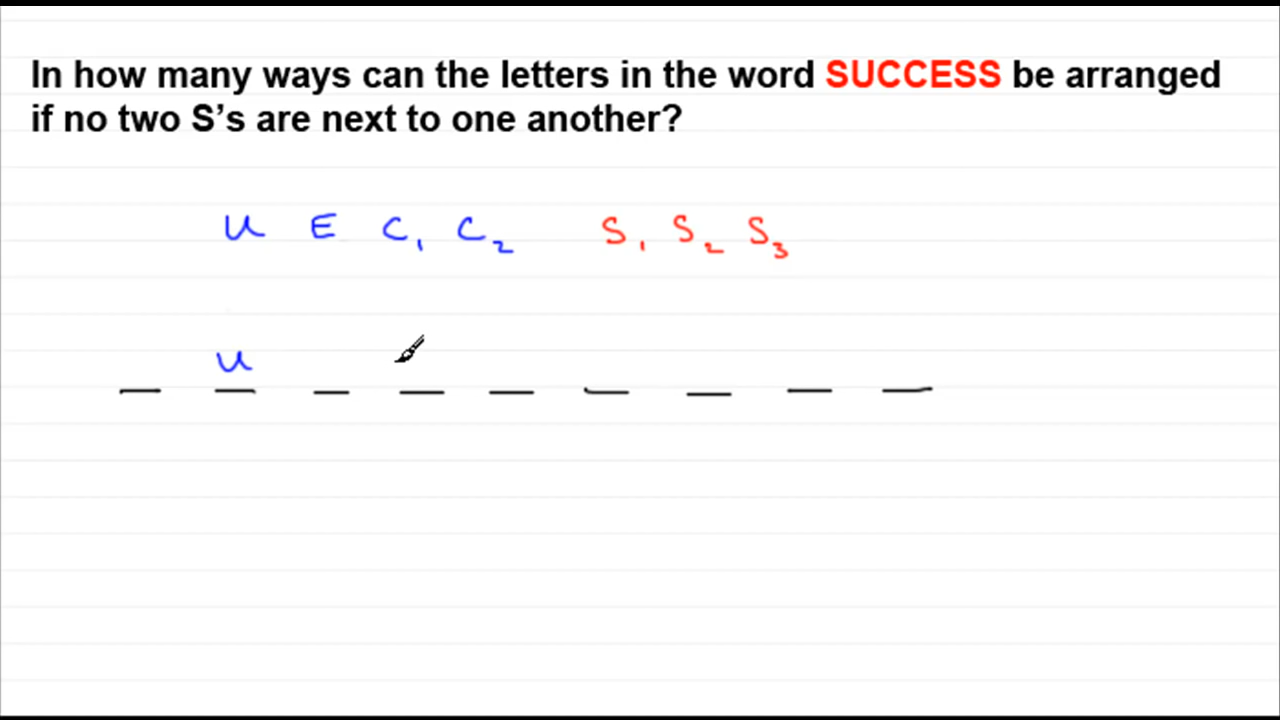 In how many ways can the letters in the word SUCCESS be arranged
if no two S's are next to one another?
U E C₁ C₂ S₁ S₂ S₃
U